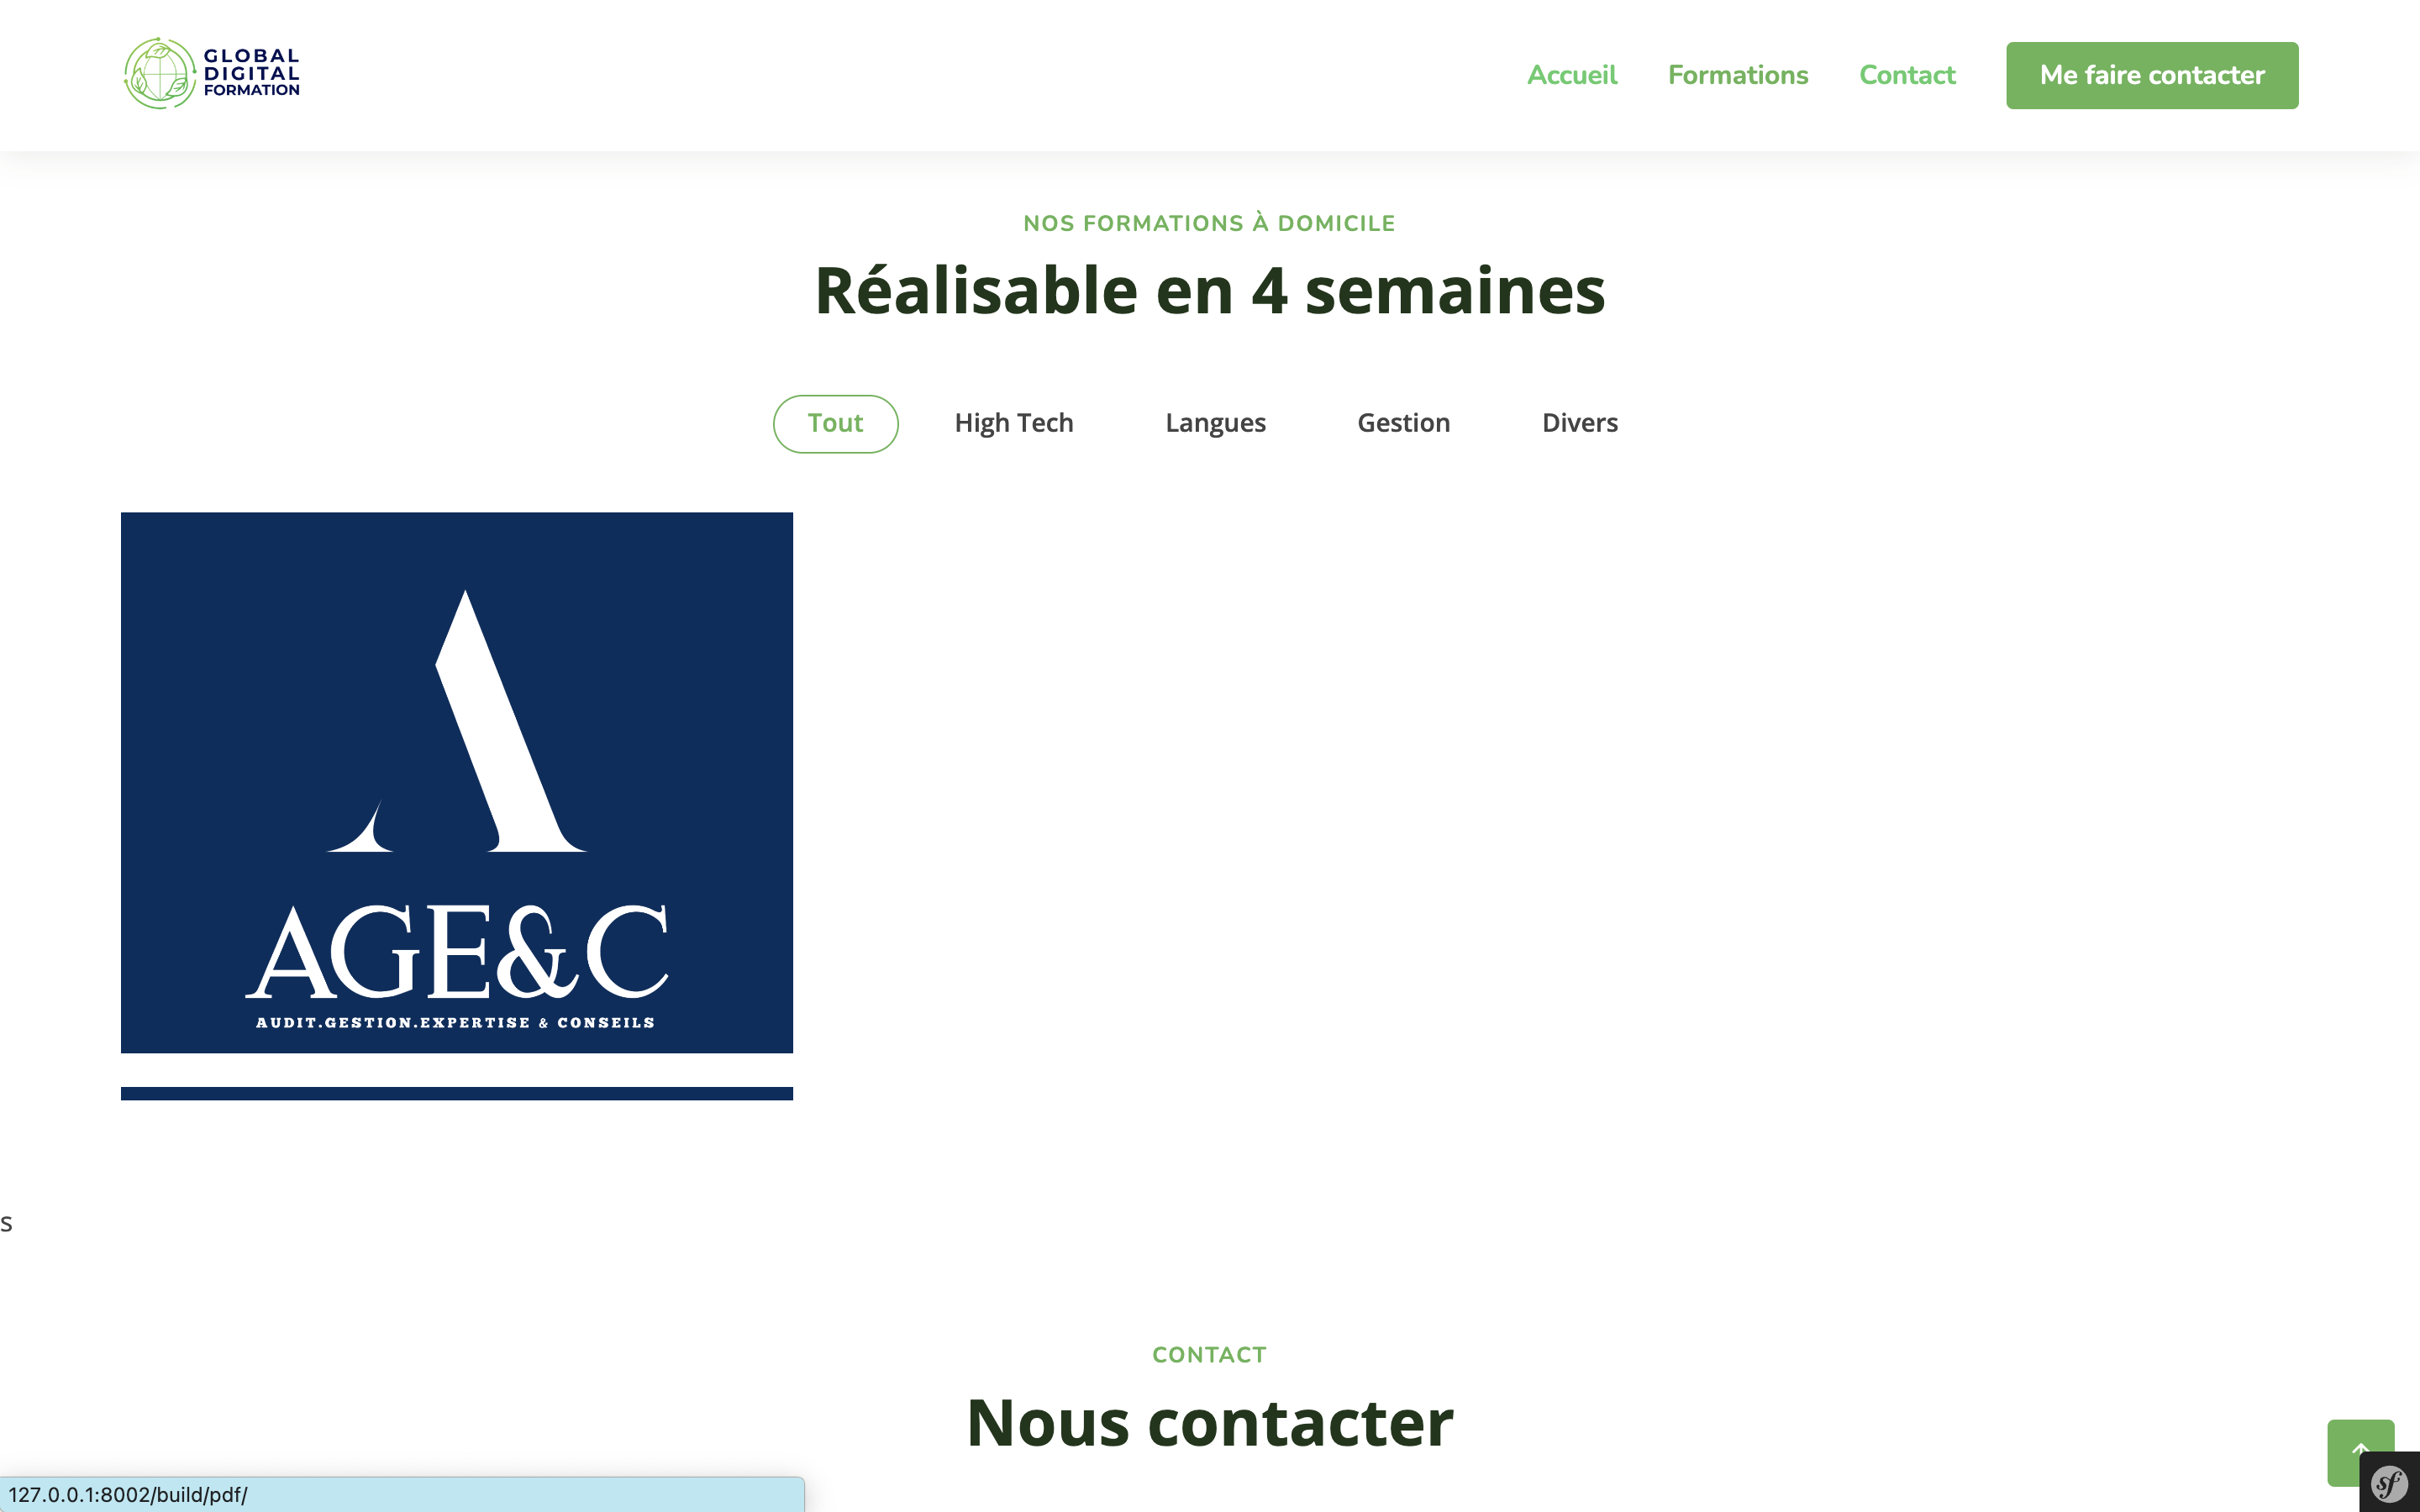 GLOBAL
DIGITAL
FORMATION
Accueil
Formations
Contact
Me faire contacter
NOS FORMATIONS À DOMICILE
Réalisable en 4 semaines
Tout
High Tech
Langues
Gestion
Divers
AGE&C
AUDIT.GESTION.EXPERTISE & CONSEILS
s
CONTACT
Nous contacter
127.0.0.1:8002/build/pdf/
sf